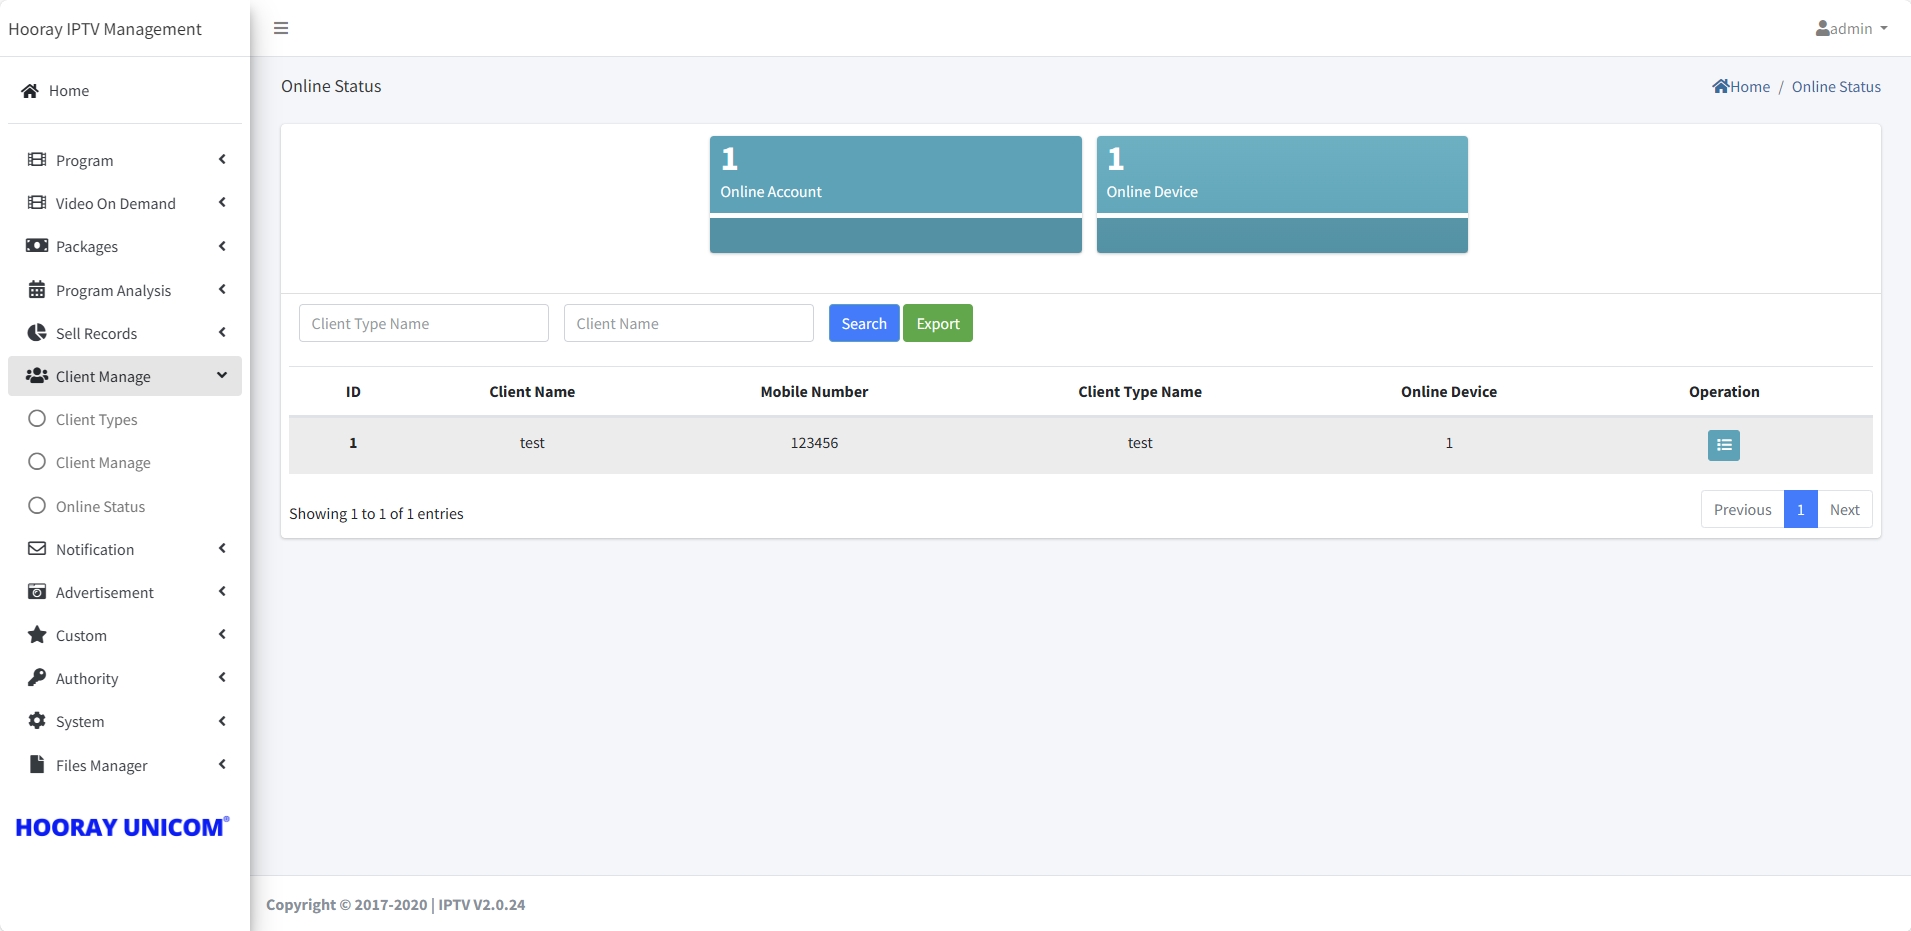 Hooray IPTV Management
admin
Home
Program
Video On Demand
Packages
Program Analysis
Sell Records
Client Manage
Client Types
Client Manage
Online Status
Notification
Advertisement
Custom
Authority
System
Files Manager
HOORAY UNICOM®
Online Status
Home / Online Status
1
Online Account
1
Online Device
Client Type Name Client Name Search Export
ID Client Name Mobile Number Client Type Name Online Device Operation
1 test 123456 test 1
Showing 1 to 1 of 1 entries
Previous 1 Next
Copyright © 2017-2020 | IPTV V2.0.24